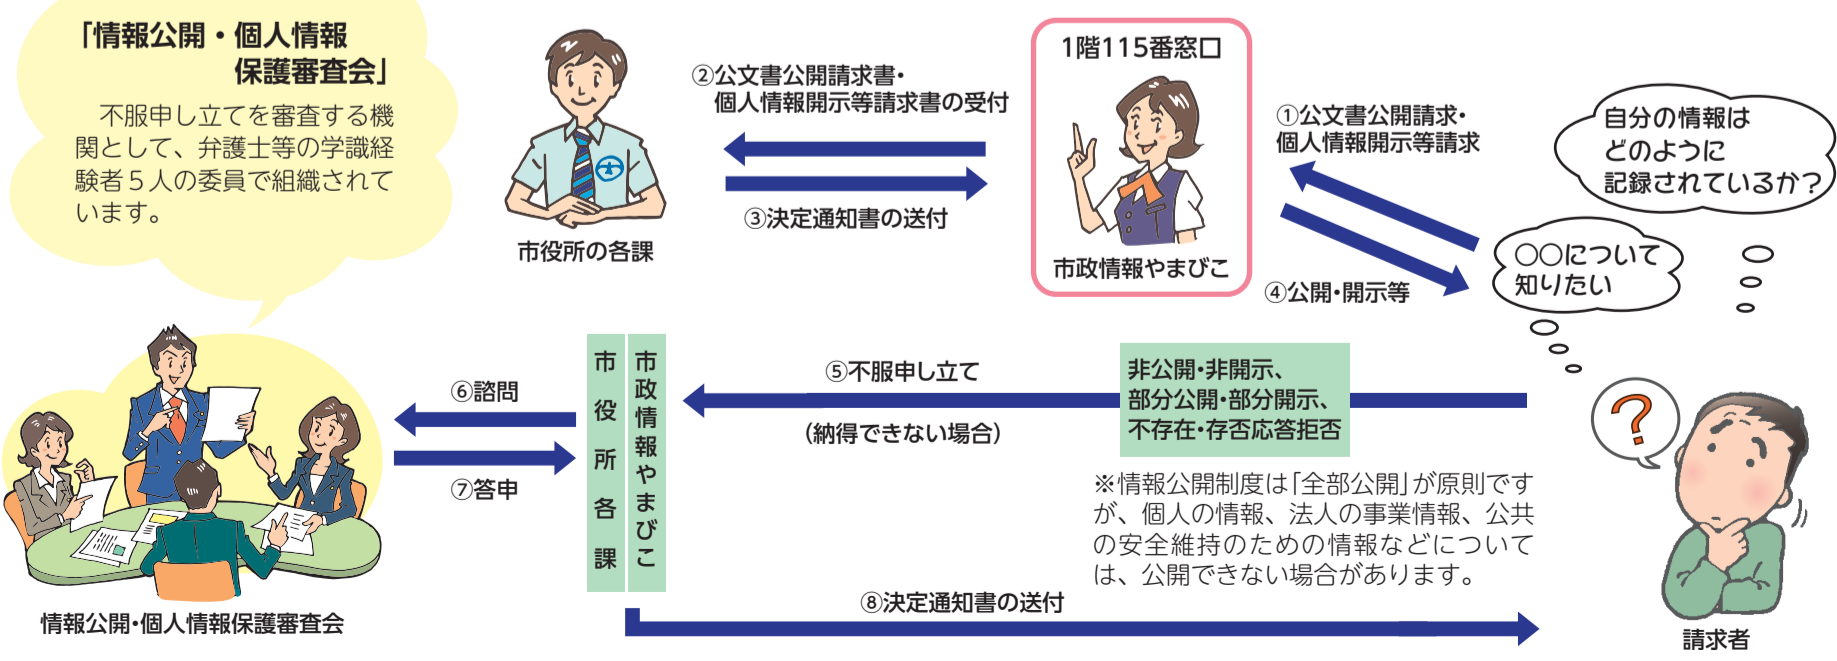 「情報公開・個人情報
保護審査会」
不服申し立てを審査する機
関として、弁護士等の学識経
験者５人の委員で組織されて
います。
市役所の各課
②公文書公開請求書・
個人情報開示等請求書の受付
③決定通知書の送付
1階115番窓口
市政情報やまびこ
①公文書公開請求・
個人情報開示等請求
④公開・開示等
自分の情報は
どのように
記録されているか？
〇〇について
知りたい
情報公開・個人情報保護審査会
⑥諮問
⑦答申
市政情報やまびこ
市役所各課
⑤不服申し立て
（納得できない場合）
非公開・非開示、
部分公開・部分開示、
不存在・存否応答拒否
※情報公開制度は「全部公開」が原則です
が、個人の情報、法人の事業情報、公共
の安全維持のための情報などについて
は、公開できない場合があります。
⑧決定通知書の送付
?
請求者